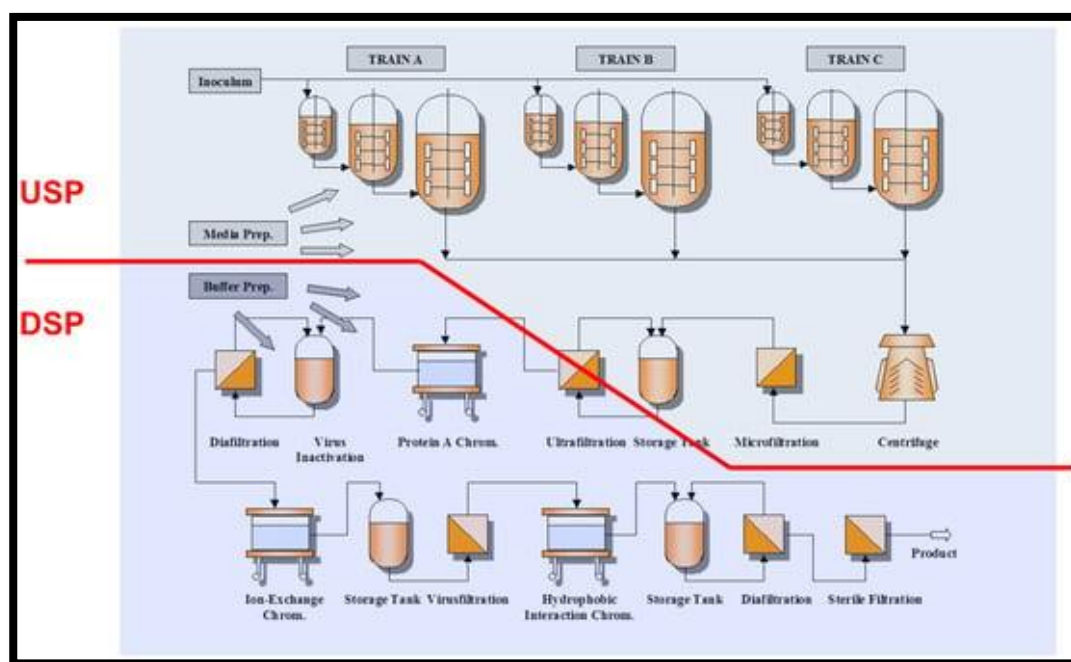 TRAIN A
TRAIN B
TRAIN C
Inoculum
USP
Media Prep.
Buffer Prep.
DSP
Diafiltration
Virus
Inactivation
Protein A Chrom.
Ultrafiltration
Storage Tank
Microfiltration
Centrifuge
Product
Ion-Exchange
Chrom.
Storage Tank
Virusfiltration
Hydrophobic
Interaction Chrom.
Storage Tank
Diafiltration
Sterile Filtration